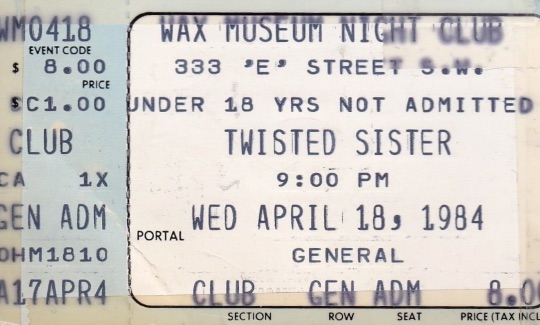 WM0418 WAX MUSEUM NIGHT CLUB
EVENT CODE
$ 8.00 333 'E' STREET S.W.
PRICE
$C1.00 UNDER 18 YRS NOT ADMITTED
CLUB TWISTED SISTER
CA 1X 9:00 PM
GEN ADM WED APRIL 18, 1984
PORTAL
OHM1810 GENERAL
A17APR4 CLUB GEN ADM 8.00
SECTION ROW SEAT PRICE (TAX INCL